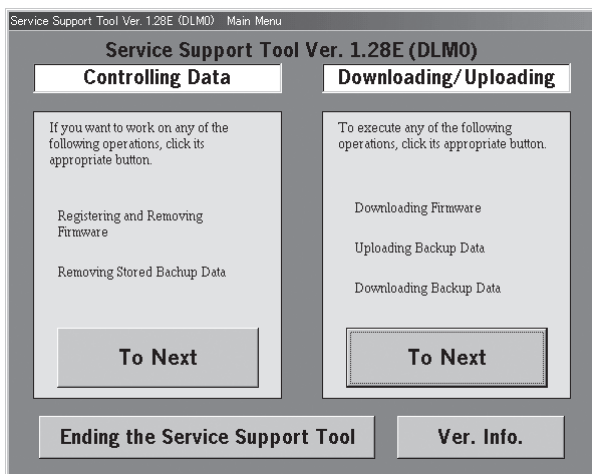 Service Support Tool Ver. 1.28E (DLM0) Main Menu
Service Support Tool Ver. 1.28E (DLM0)
Controlling Data
If you want to work on any of the
following operations, click its
appropriate button.
Registering and Removing
Firmware
Removing Stored Bachup Data
To Next
Downloading/Uploading
To execute any of the following
operations, click its appropriate button.
Downloading Firmware
Uploading Backup Data
Downloading Backup Data
To Next
Ending the Service Support Tool
Ver. Info.